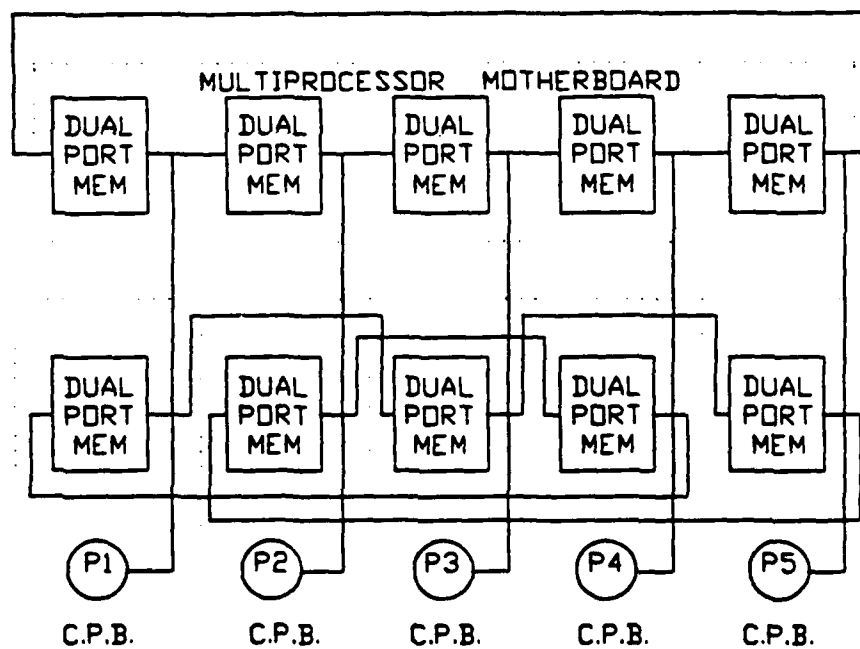 MULTIPROCESSOR MOTHERBOARD
DUAL PORT MEM
DUAL PORT MEM
DUAL PORT MEM
DUAL PORT MEM
DUAL PORT MEM
DUAL PORT MEM
DUAL PORT MEM
DUAL PORT MEM
DUAL PORT MEM
DUAL PORT MEM
P1 P2 P3 P4 P5
C.P.B. C.P.B. C.P.B. C.P.B. C.P.B.